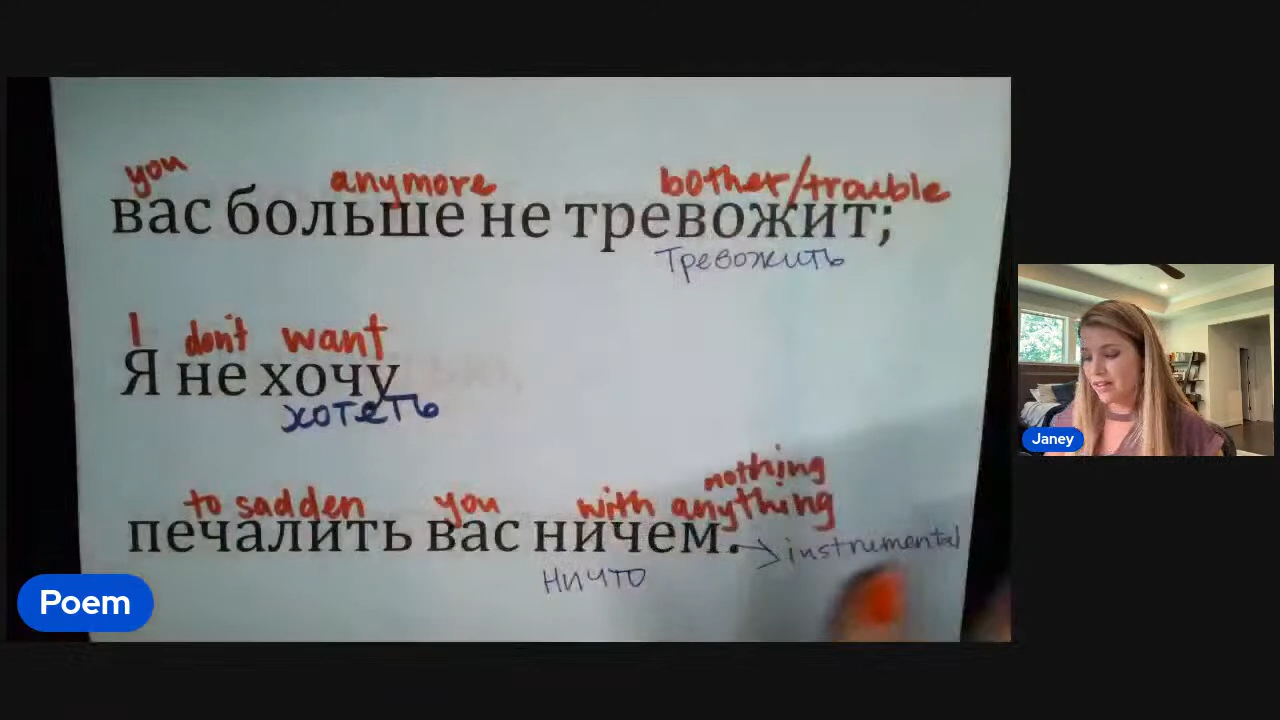 you anymore bother/trouble
вас больше не тревожит;
Тревожить
I don't want
Я не хочу
хотеть
nothing
to sadden you with anything
печалить вас ничем.
→ instrumental
ничто
Poem
Janey